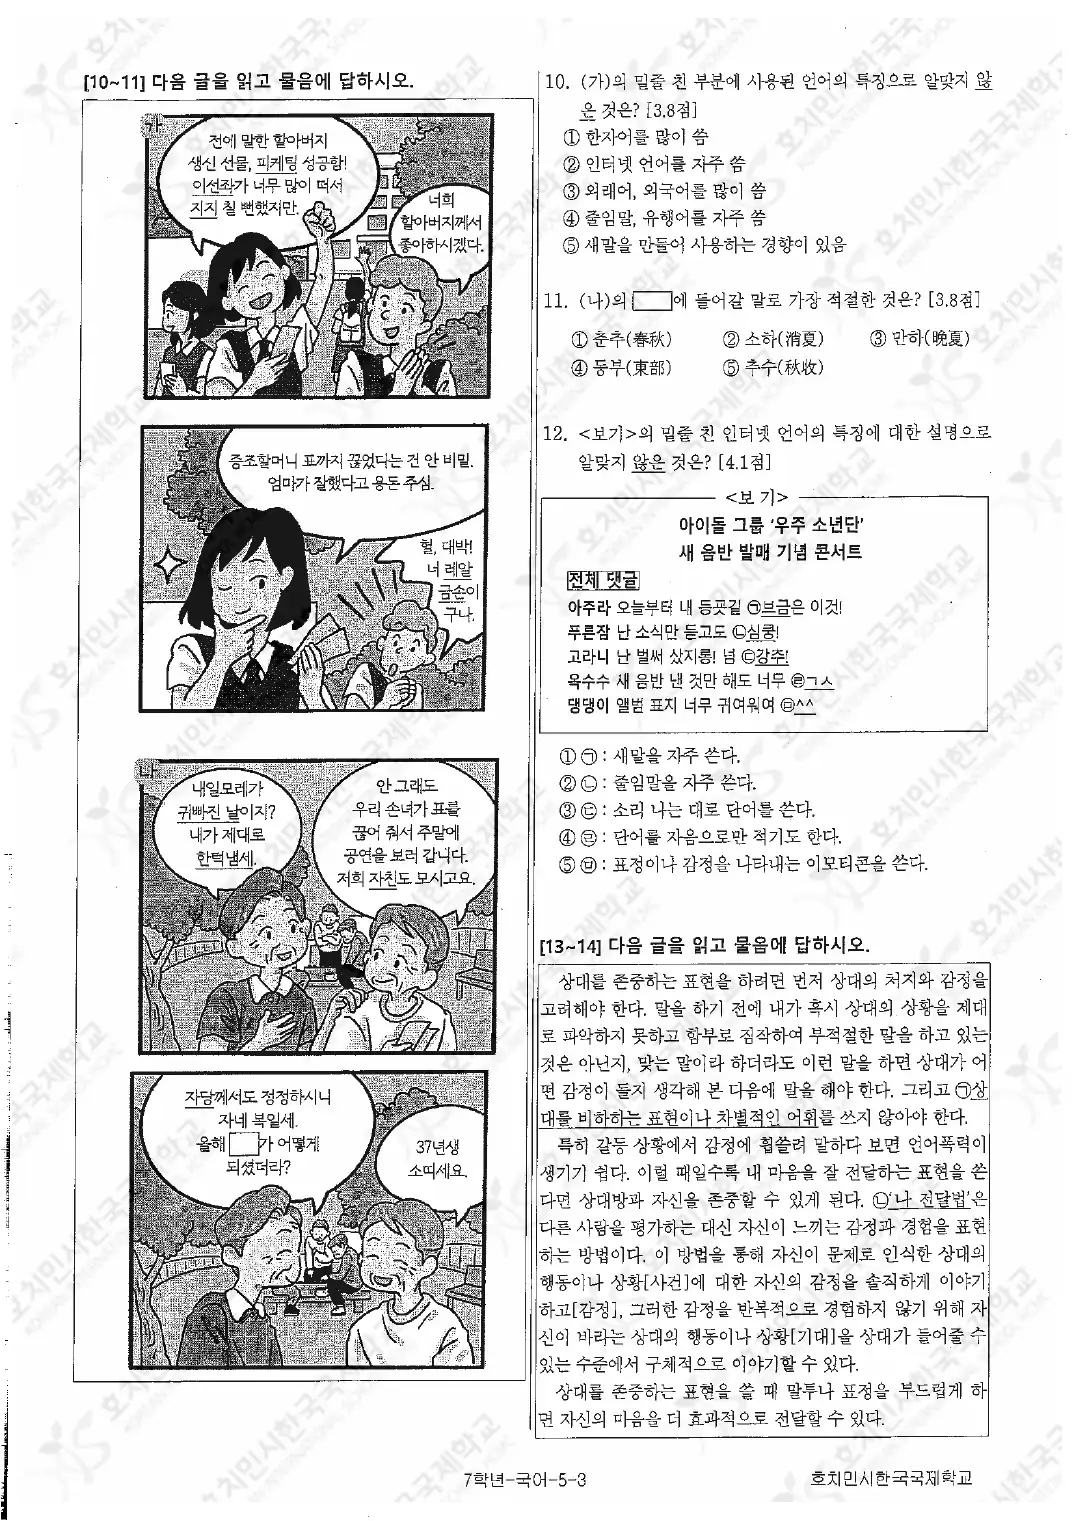 [10~11] 다음 글을 읽고 물음에 답하시오.
가
전에 말한 할아버지
생신 선물, 피케팅 성공함!
이선좌가 너무 많이 떠서
지지 칠 뻔했지만.
너희
할아버지께서
좋아하시겠다.
증조할머니 표까지 끊었다는 건 안 비밀.
엄마가 잘했다고 용돈 주심.
헐, 대박!
너 레알
금손이
구나.
나
내일모레가
귀빠진 날이지?
내가 제대로
한턱냄세.
안 그래도
우리 손녀가 표를
끊어 줘서 주말에
공연을 보러 갑니다.
저희 자친도 모시고요.
자당께서도 정정하시니
자네 복일세.
올해 가 어떻게
되셨더라?
37년생
소띠세요.
10. (가)의 밑줄 친 부분에 사용된 언어의 특징으로 알맞지 않
은 것은? [3.8점]
① 한자어를 많이 씀
② 인터넷 언어를 자주 씀
③ 외래어, 외국어를 많이 씀
④ 줄임말, 유행어를 자주 씀
⑤ 새말을 만들어 사용하는 경향이 있음
11. (나)의 에 들어갈 말로 가장 적절한 것은? [3.8점]
① 춘추(春秋) ② 소하(消夏) ③ 만하(晩夏)
④ 동부(東部) ⑤ 추수(秋收)
12. <보기>의 밑줄 친 인터넷 언어의 특징에 대한 설명으로
알맞지 않은 것은? [4.1점]
<보 기>
아이돌 그룹 '우주 소년단'
새 음반 발매 기념 콘서트
전체 댓글
아주라 오늘부터 내 등굣길 ㉠브금은 이것!
푸른잠 난 소식만 듣고도 ㉡심쿵!
고라니 난 벌써 샀지롱! 넘 ㉢강추!
옥수수 새 음반 낸 것만 해도 너무 ㉣ㄱㅅ
댕댕이 앨범 표지 너무 귀여워여 ㉤^^
① ㉠ : 새말을 자주 쓴다.
② ㉡ : 줄임말을 자주 쓴다.
③ ㉢ : 소리 나는 대로 단어를 쓴다.
④ ㉣ : 단어를 자음으로만 적기도 한다.
⑤ ㉤ : 표정이나 감정을 나타내는 이모티콘을 쓴다.
[13~14] 다음 글을 읽고 물음에 답하시오.
상대를 존중하는 표현을 하려면 먼저 상대의 처지와 감정을
고려해야 한다. 말을 하기 전에 내가 혹시 상대의 상황을 제대
로 파악하지 못하고 함부로 짐작하여 부적절한 말을 하고 있는
것은 아닌지, 맞는 말이라 하더라도 이런 말을 하면 상대가 어
떤 감정이 들지 생각해 본 다음에 말을 해야 한다. 그리고 ㉠상
대를 비하하는 표현이나 차별적인 어휘를 쓰지 않아야 한다.
특히 갈등 상황에서 감정에 휩쓸려 말하다 보면 언어폭력이
생기기 쉽다. 이럴 때일수록 내 마음을 잘 전달하는 표현을 쓴
다면 상대방과 자신을 존중할 수 있게 된다. ㉡'나 전달법'은
다른 사람을 평가하는 대신 자신이 느끼는 감정과 경험을 표현
하는 방법이다. 이 방법을 통해 자신이 문제로 인식한 상대의
행동이나 상황[사건]에 대한 자신의 감정을 솔직하게 이야기
하고[감정], 그러한 감정을 반복적으로 경험하지 않기 위해 자
신이 바라는 상대의 행동이나 상황[기대]을 상대가 들어줄 수
있는 수준에서 구체적으로 이야기할 수 있다.
상대를 존중하는 표현을 쓸 때 말투나 표정을 부드럽게 하
면 자신의 마음을 더 효과적으로 전달할 수 있다.
7학년-국어-5-3
호치민시한국국제학교